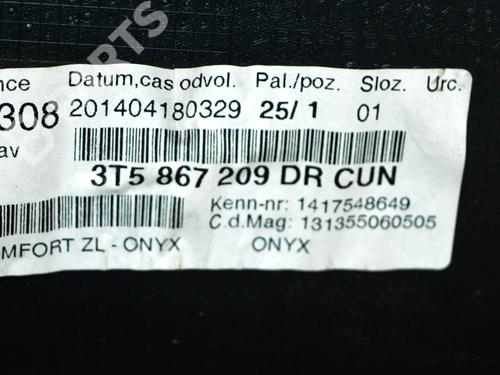 nce Datum,cas odvol. Pal./poz. Sloz. Urc.
308 201404180329 25/ 1 01
av
3T5 867 209 DR CUN
Kenn-nr: 1417548649
C.d.Mag: 131355060505
MFORT ZL - ONYX ONYX
PARTS